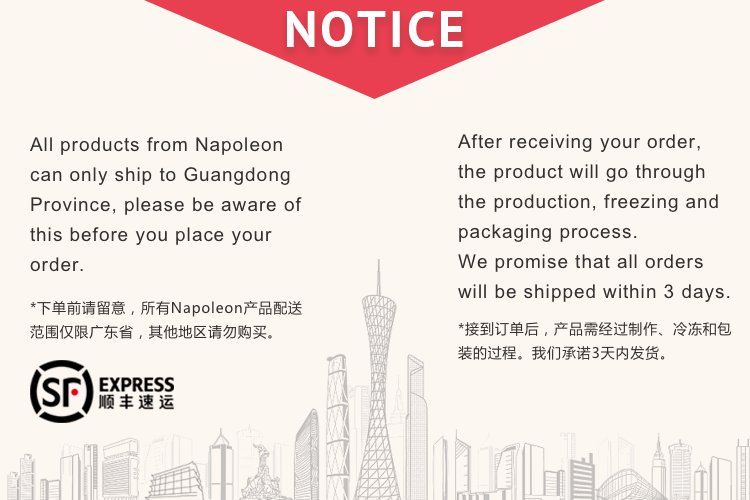 NOTICE
All products from Napoleon
can only ship to Guangdong
Province, please be aware of
this before you place your
order.
*下单前请留意，所有Napoleon产品配送
范围仅限广东省，其他地区请勿购买。
SF EXPRESS
顺丰速运
After receiving your order,
the product will go through
the production, freezing and
packaging process.
We promise that all orders
will be shipped within 3 days.
*接到订单后，产品需经过制作、冷冻和包
装的过程。我们承诺3天内发货。